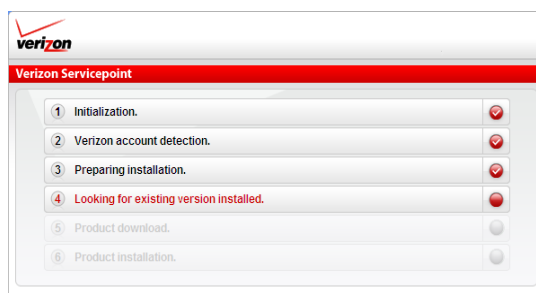 verizon
Verizon Servicepoint
1 Initialization.
2 Verizon account detection.
3 Preparing installation.
4 Looking for existing version installed.
5 Product download.
6 Product installation.